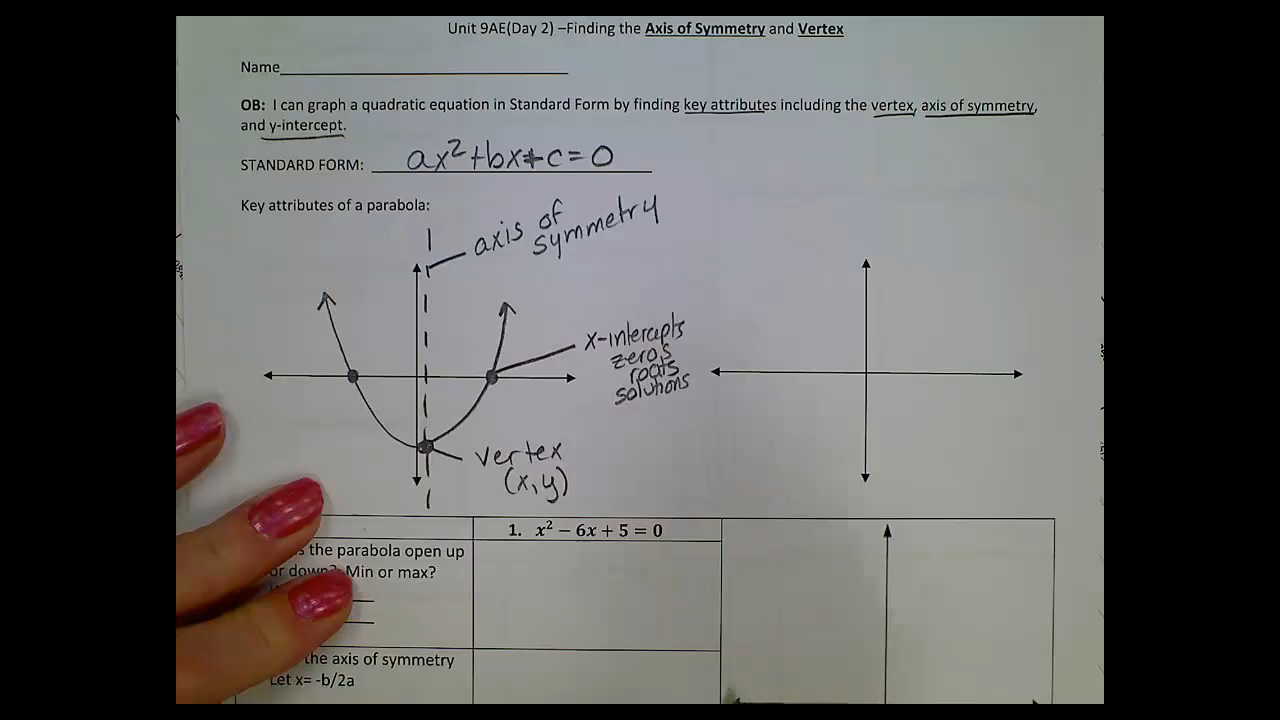 Unit 9AE(Day 2) –Finding the Axis of Symmetry and Vertex
Name
OB: I can graph a quadratic equation in Standard Form by finding key attributes including the vertex, axis of symmetry,
and y-intercept.
STANDARD FORM: ax²+bx+c=0
Key attributes of a parabola:
axis of
symmetry
x-intercepts
zeros
roots
solutions
vertex
(x,y)
1. x² − 6x + 5 = 0
the parabola open up
or down? Min or max?
the axis of symmetry
Let x= -b/2a